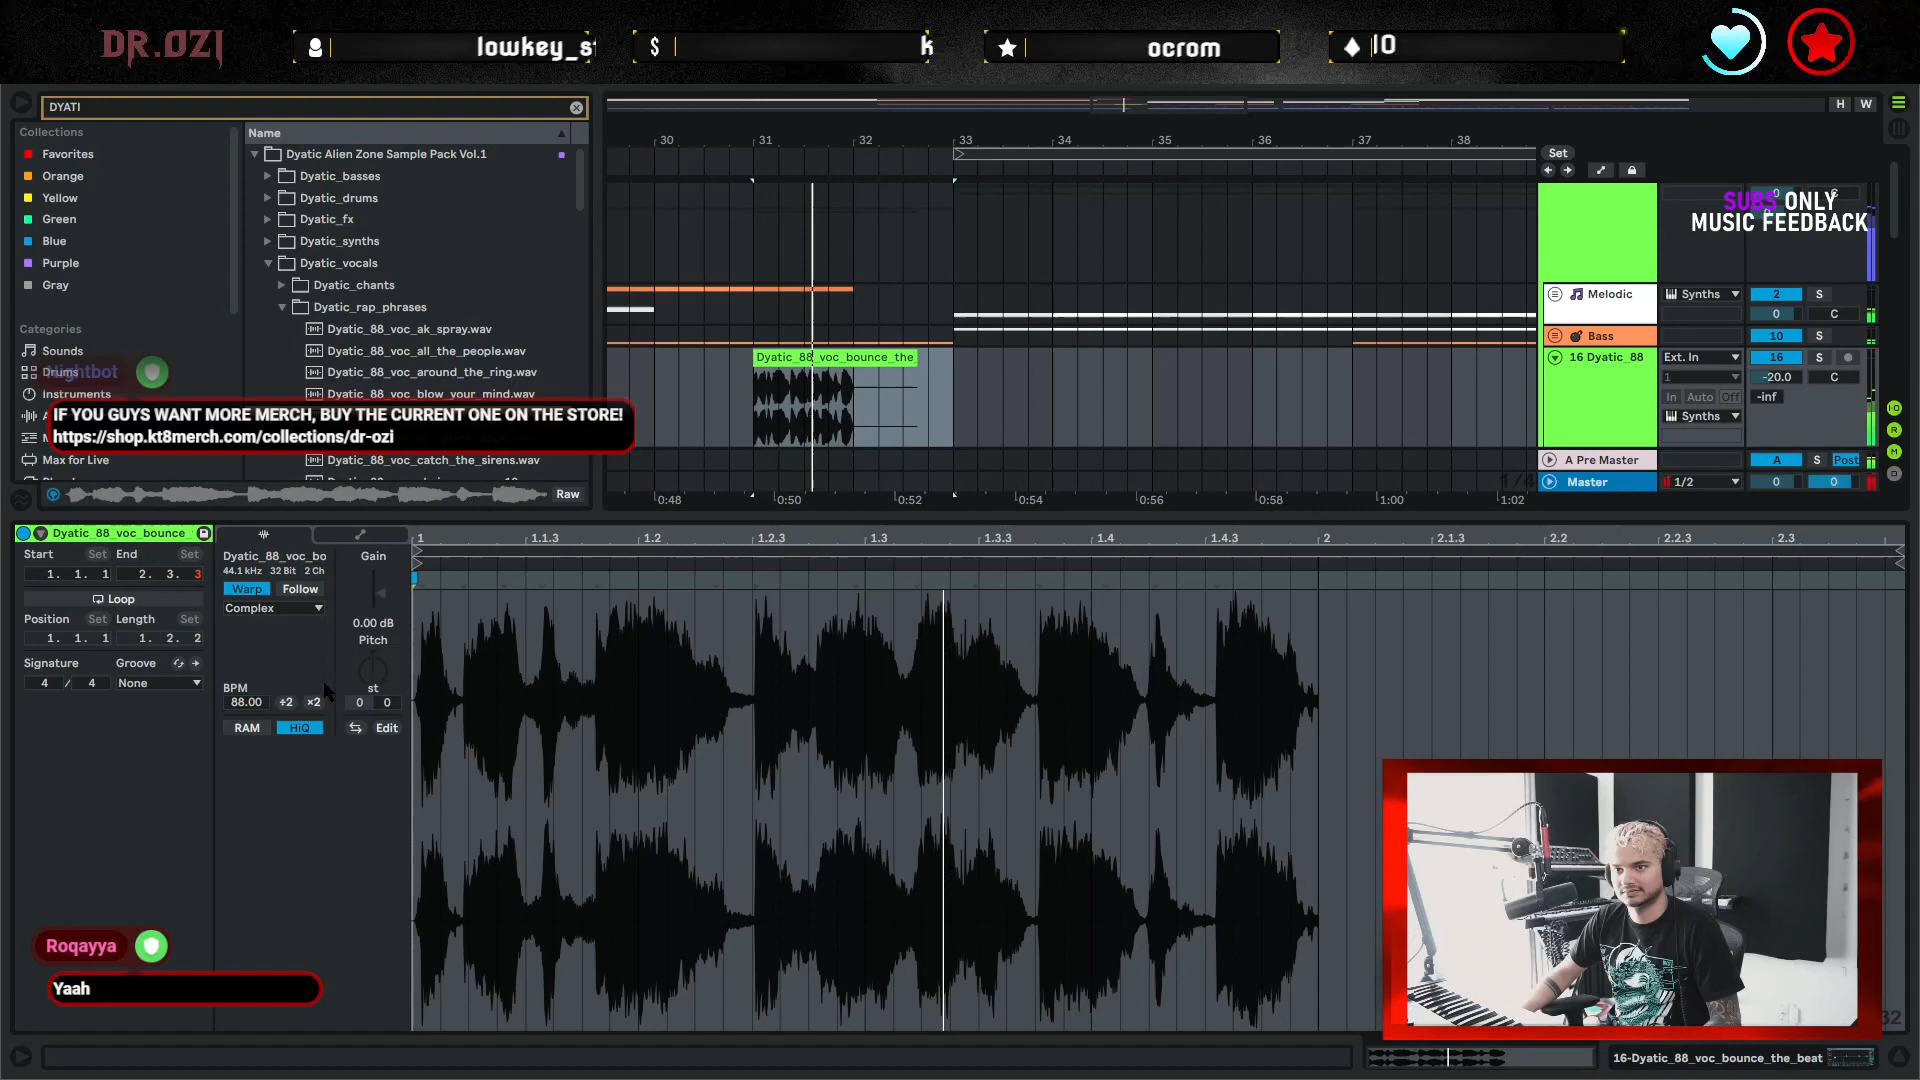 DR.OZI
lowkey_s
$
k
ocrom
10
DYATI
H W
Collections
Favorites
Orange
Yellow
Green
Blue
Purple
Gray
Categories
Sounds
Drums
Instruments
Max for Live
Name
Dyatic Alien Zone Sample Pack Vol.1
Dyatic_basses
Dyatic_drums
Dyatic_fx
Dyatic_synths
Dyatic_vocals
Dyatic_chants
Dyatic_rap_phrases
Dyatic_88_voc_ak_spray.wav
Dyatic_88_voc_all_the_people.wav
Dyatic_88_voc_around_the_ring.wav
Dyatic_88_voc_blow_your_mind.wav
Dyatic_88_voc_catch_the_sirens.wav
Raw
Nightbot
IF YOU GUYS WANT MORE MERCH, BUY THE CURRENT ONE ON THE STORE!
https://shop.kt8merch.com/collections/dr-ozi
30 31 32 33 34 35 36 37 38
Set
SUBS ONLY
MUSIC FEEDBACK
Melodic
Synths
2 S
0 C
Bass
10 S
16 Dyatic_88
Ext. In
16 S
1
-20.0 C
In Auto Off
-inf
Synths
A Pre Master
A S Post
Master
1/2
0 0
Dyatic_88_voc_bounce_the
1/4
0:48 0:50 0:52 0:54 0:56 0:58 1:00 1:02
Dyatic_88_voc_bounce
Start Set End Set
1. 1. 1 2. 3. 3
Loop
Position Set Length Set
1. 1. 1 1. 2. 2
Signature Groove
4 / 4 None
Dyatic_88_voc_bo
44.1 kHz 32 Bit 2 Ch
Warp Follow
Complex
BPM
88.00 ÷2 ×2
RAM HiQ
Gain
0.00 dB
Pitch
st
0 0
Edit
1 1.1.3 1.2 1.2.3 1.3 1.3.3 1.4 1.4.3 2 2.1.3 2.2 2.2.3 2.3
Roqayya
Yaah
32
16-Dyatic_88_voc_bounce_the_beat